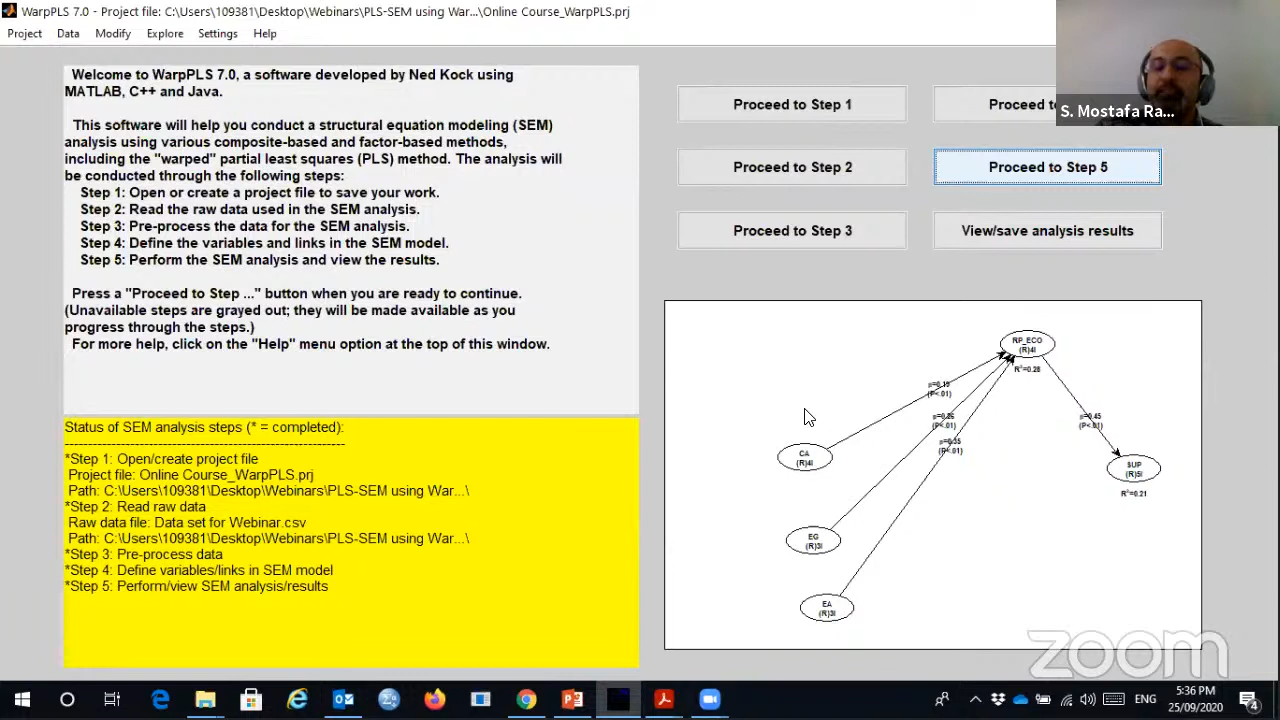 WarpPLS 7.0 - Project file: C:\Users\109381\Desktop\Webinars\PLS-SEM using War...\Online Course_WarpPLS.prj
Project Data Modify Explore Settings Help
Welcome to WarpPLS 7.0, a software developed by Ned Kock using
MATLAB, C++ and Java.
This software will help you conduct a structural equation modeling (SEM)
analysis using various composite-based and factor-based methods,
including the "warped" partial least squares (PLS) method. The analysis will
be conducted through the following steps:
Step 1: Open or create a project file to save your work.
Step 2: Read the raw data used in the SEM analysis.
Step 3: Pre-process the data for the SEM analysis.
Step 4: Define the variables and links in the SEM model.
Step 5: Perform the SEM analysis and view the results.
Press a "Proceed to Step ..." button when you are ready to continue.
(Unavailable steps are grayed out; they will be made available as you
progress through the steps.)
For more help, click on the "Help" menu option at the top of this window.
Status of SEM analysis steps (* = completed):
*Step 1: Open/create project file
Project file: Online Course_WarpPLS.prj
Path: C:\Users\109381\Desktop\Webinars\PLS-SEM using War...\
*Step 2: Read raw data
Raw data file: Data set for Webinar.csv
Path: C:\Users\109381\Desktop\Webinars\PLS-SEM using War...\
*Step 3: Pre-process data
*Step 4: Define variables/links in SEM model
*Step 5: Perform/view SEM analysis/results
Proceed to Step 1
Proceed to
Proceed to Step 2
Proceed to Step 5
Proceed to Step 3
View/save analysis results
S. Mostafa Ra...
RP_ECO
(R)4I
R²=0.28
(P<.01)
(P<.01)
(P<.01)
β=0.45
(P<.01)
CA
(R)4I
SUP
(R)5I
R²=0.21
EG
(R)3I
EA
(R)3I
zoom
ENG
5:36 PM
25/09/2020
4